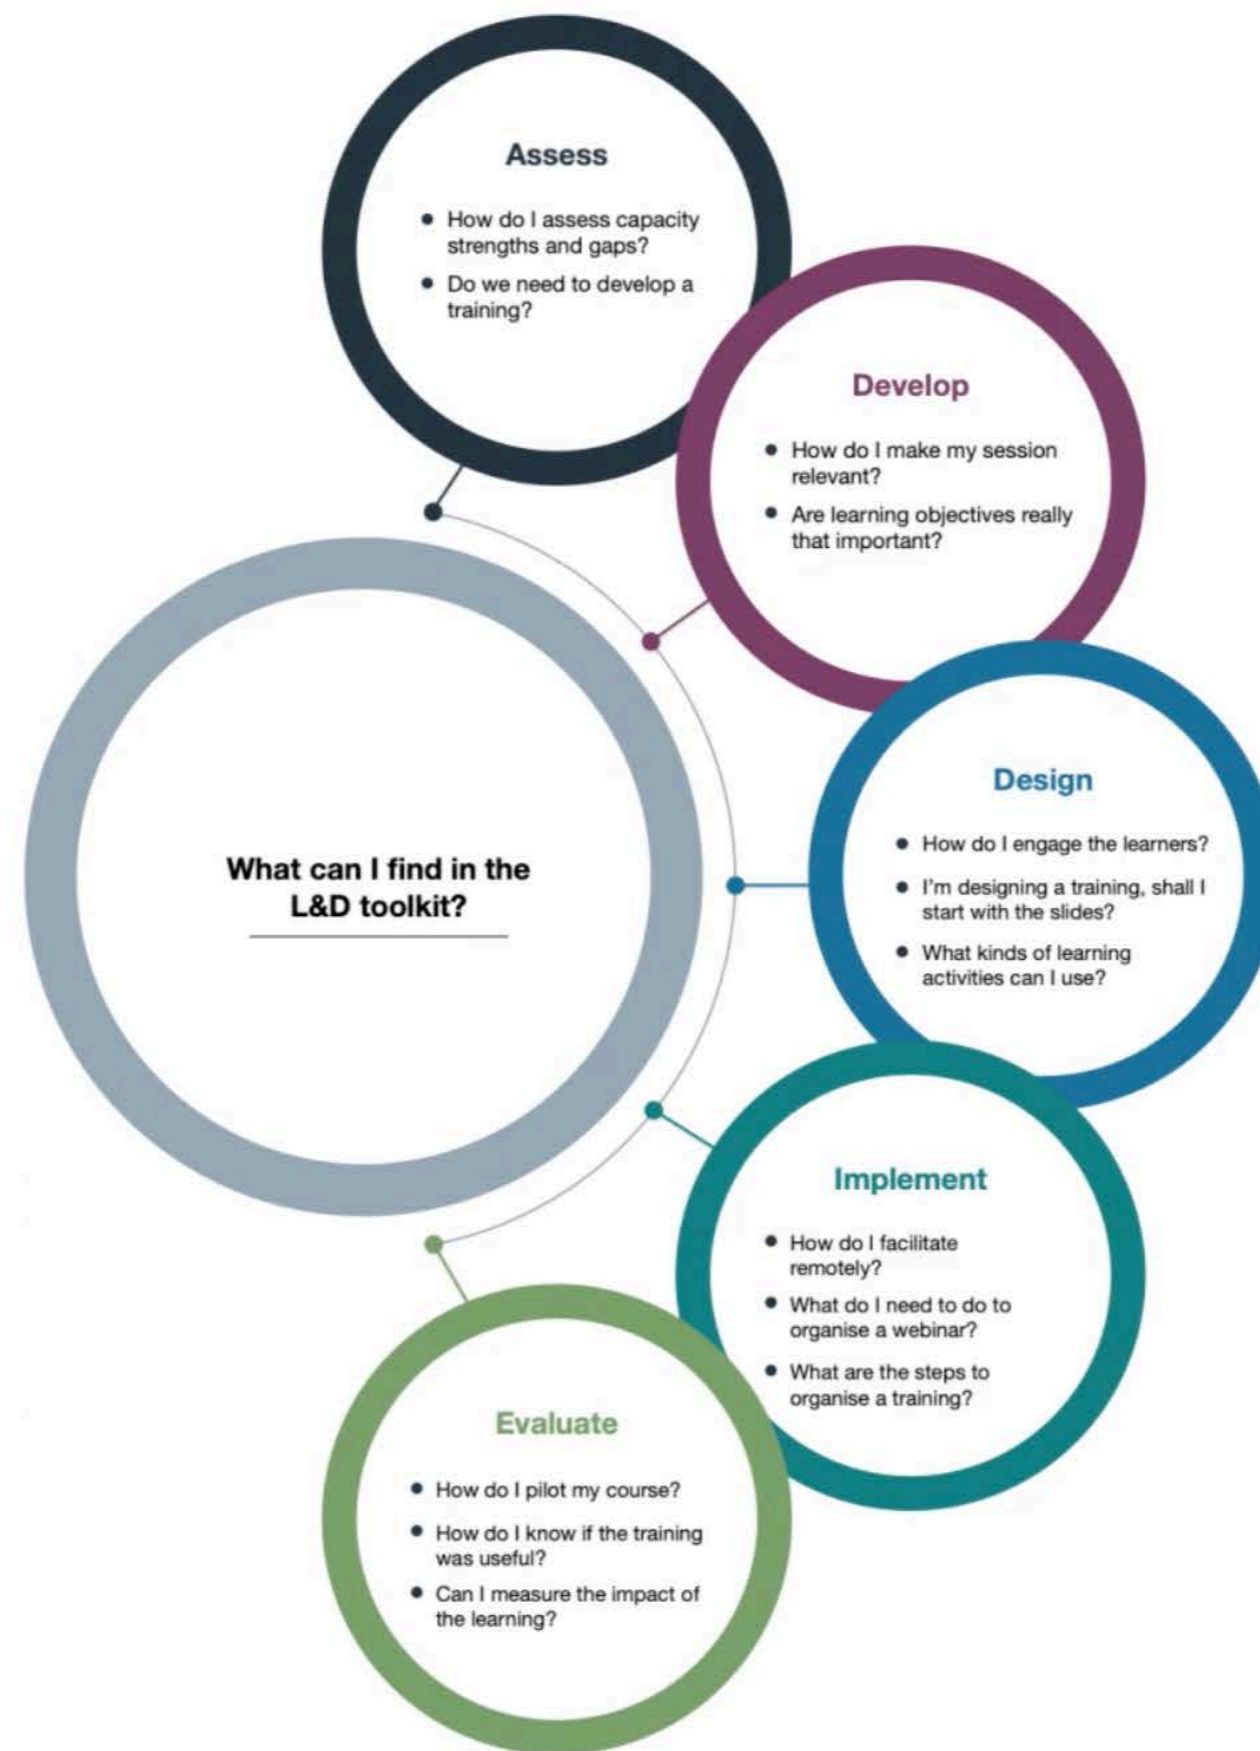 Assess
● How do I assess capacity
strengths and gaps?
● Do we need to develop a
training?
Develop
● How do I make my session
relevant?
● Are learning objectives really
that important?
What can I find in the
L&D toolkit?
Design
● How do I engage the learners?
● I'm designing a training, shall I
start with the slides?
● What kinds of learning
activities can I use?
Implement
● How do I facilitate
remotely?
● What do I need to do to
organise a webinar?
● What are the steps to
organise a training?
Evaluate
● How do I pilot my course?
● How do I know if the training
was useful?
● Can I measure the impact of
the learning?